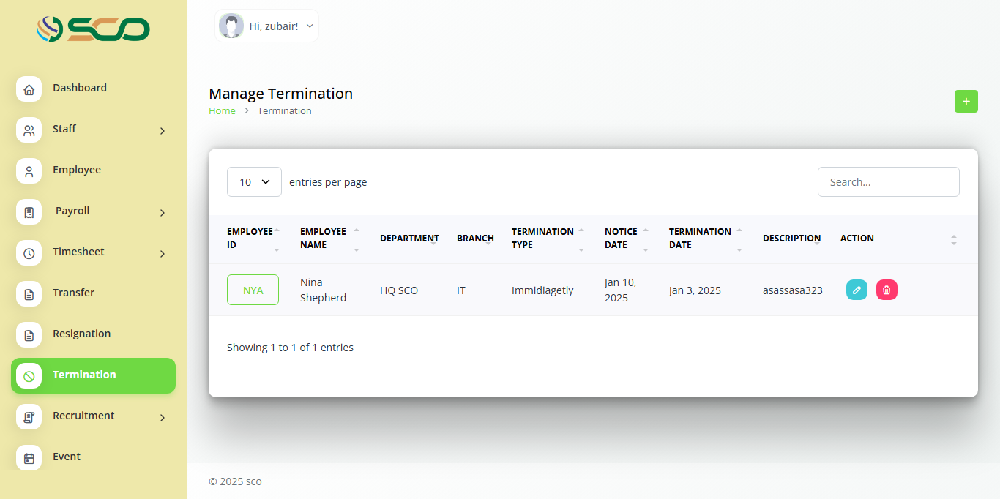 SCO
Hi, zubair!
Dashboard
Staff
Employee
Payroll
Timesheet
Transfer
Resignation
Termination
Recruitment
Event
Manage Termination
Home > Termination
+
10 entries per page
Search...
EMPLOYEE ID
EMPLOYEE NAME
DEPARTMENT
BRANCH
TERMINATION TYPE
NOTICE DATE
TERMINATION DATE
DESCRIPTION
ACTION
NYA
Nina Shepherd
HQ SCO
IT
Immidiagetly
Jan 10, 2025
Jan 3, 2025
asassasa323
Showing 1 to 1 of 1 entries
© 2025 sco